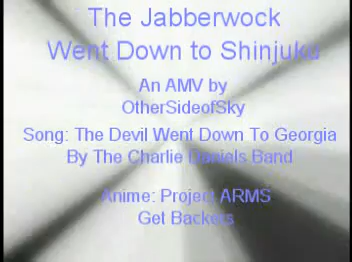 The Jabberwock
Went Down to Shinjuku
An AMV by
OtherSideofSky
Song: The Devil Went Down To Georgia
By The Charlie Daniels Band
Anime: Project ARMS
Get Backers